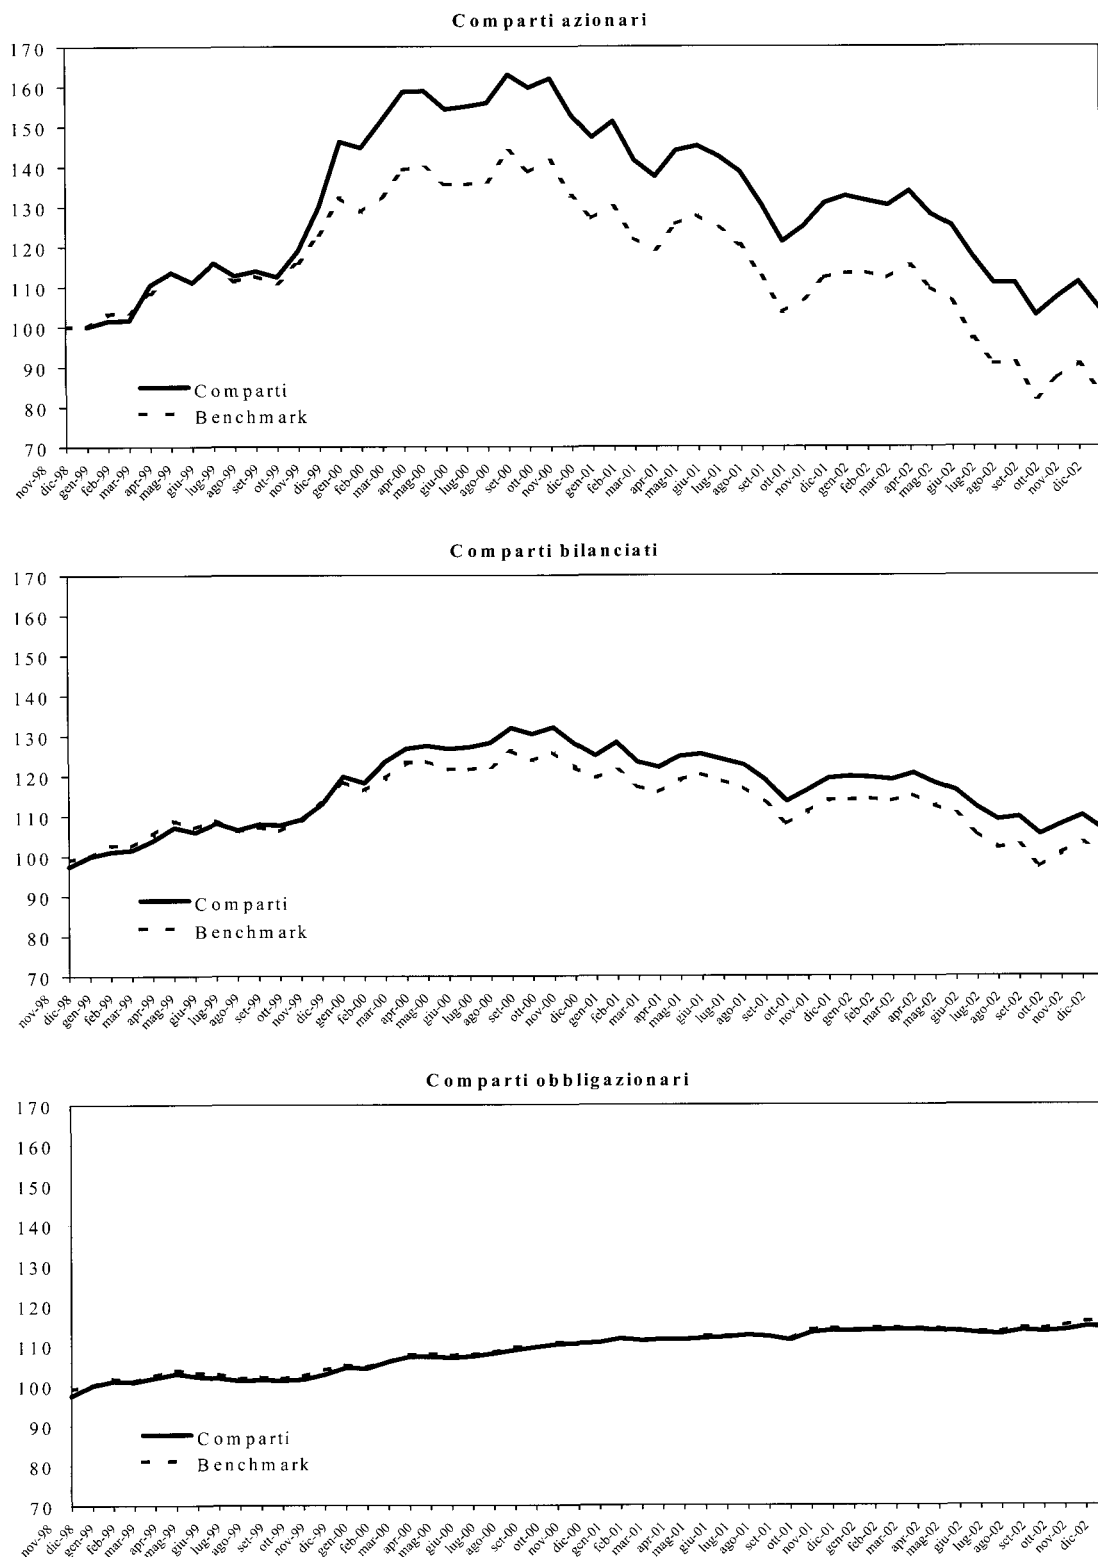 Comparti azionari
170
160
150
140
130
120
110
100
90
80
70
Comparti
Benchmark
nov-98
dic-98
gen-99
feb-99
mar-99
apr-99
mag-99
giu-99
lug-99
ago-99
set-99
ott-99
nov-99
dic-99
gen-00
feb-00
mar-00
apr-00
mag-00
giu-00
lug-00
ago-00
set-00
ott-00
nov-00
dic-00
gen-01
feb-01
mar-01
apr-01
mag-01
giu-01
lug-01
ago-01
set-01
ott-01
nov-01
dic-01
gen-02
feb-02
mar-02
apr-02
mag-02
giu-02
lug-02
ago-02
set-02
ott-02
nov-02
dic-02
Comparti bilanciati
170
160
150
140
130
120
110
100
90
80
70
Comparti
Benchmark
nov-98
dic-98
gen-99
feb-99
mar-99
apr-99
mag-99
giu-99
lug-99
ago-99
set-99
ott-99
nov-99
dic-99
gen-00
feb-00
mar-00
apr-00
mag-00
giu-00
lug-00
ago-00
set-00
ott-00
nov-00
dic-00
gen-01
feb-01
mar-01
apr-01
mag-01
giu-01
lug-01
ago-01
set-01
ott-01
nov-01
dic-01
gen-02
feb-02
mar-02
apr-02
mag-02
giu-02
lug-02
ago-02
set-02
ott-02
nov-02
dic-02
Comparti obbligazionari
170
160
150
140
130
120
110
100
90
80
70
Comparti
Benchmark
nov-98
dic-98
gen-99
feb-99
mar-99
apr-99
mag-99
giu-99
lug-99
ago-99
set-99
ott-99
nov-99
dic-99
gen-00
feb-00
mar-00
apr-00
mag-00
giu-00
lug-00
ago-00
set-00
ott-00
nov-00
dic-00
gen-01
feb-01
mar-01
apr-01
mag-01
giu-01
lug-01
ago-01
set-01
ott-01
nov-01
dic-01
gen-02
feb-02
mar-02
apr-02
mag-02
giu-02
lug-02
ago-02
set-02
ott-02
nov-02
dic-02